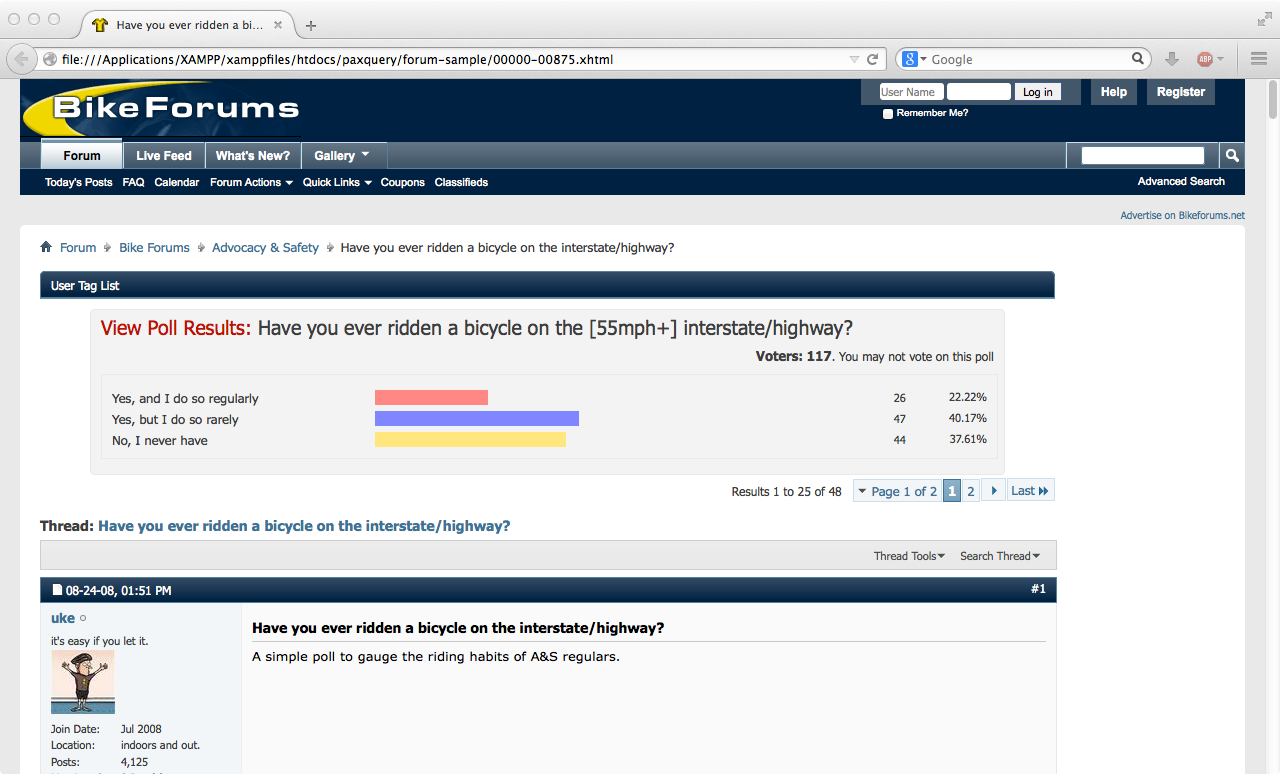 Have you ever ridden a bi...
file:///Applications/XAMPP/xamppfiles/htdocs/paxquery/forum-sample/00000-00875.xhtml
Google
ABP
BikeForums
User Name
Log in
Help
Register
Remember Me?
Forum
Live Feed
What's New?
Gallery
Today's Posts FAQ Calendar Forum Actions Quick Links Coupons Classifieds
Advanced Search
Advertise on Bikeforums.net
Forum Bike Forums Advocacy & Safety Have you ever ridden a bicycle on the interstate/highway?
User Tag List
View Poll Results: Have you ever ridden a bicycle on the [55mph+] interstate/highway?
Voters: 117. You may not vote on this poll
Yes, and I do so regularly 26 22.22%
Yes, but I do so rarely 47 40.17%
No, I never have 44 37.61%
Results 1 to 25 of 48 Page 1 of 2 1 2 Last
Thread: Have you ever ridden a bicycle on the interstate/highway?
Thread Tools Search Thread
08-24-08, 01:51 PM #1
uke
it's easy if you let it.
Join Date: Jul 2008
Location: indoors and out.
Posts: 4,125
Have you ever ridden a bicycle on the interstate/highway?
A simple poll to gauge the riding habits of A&S regulars.